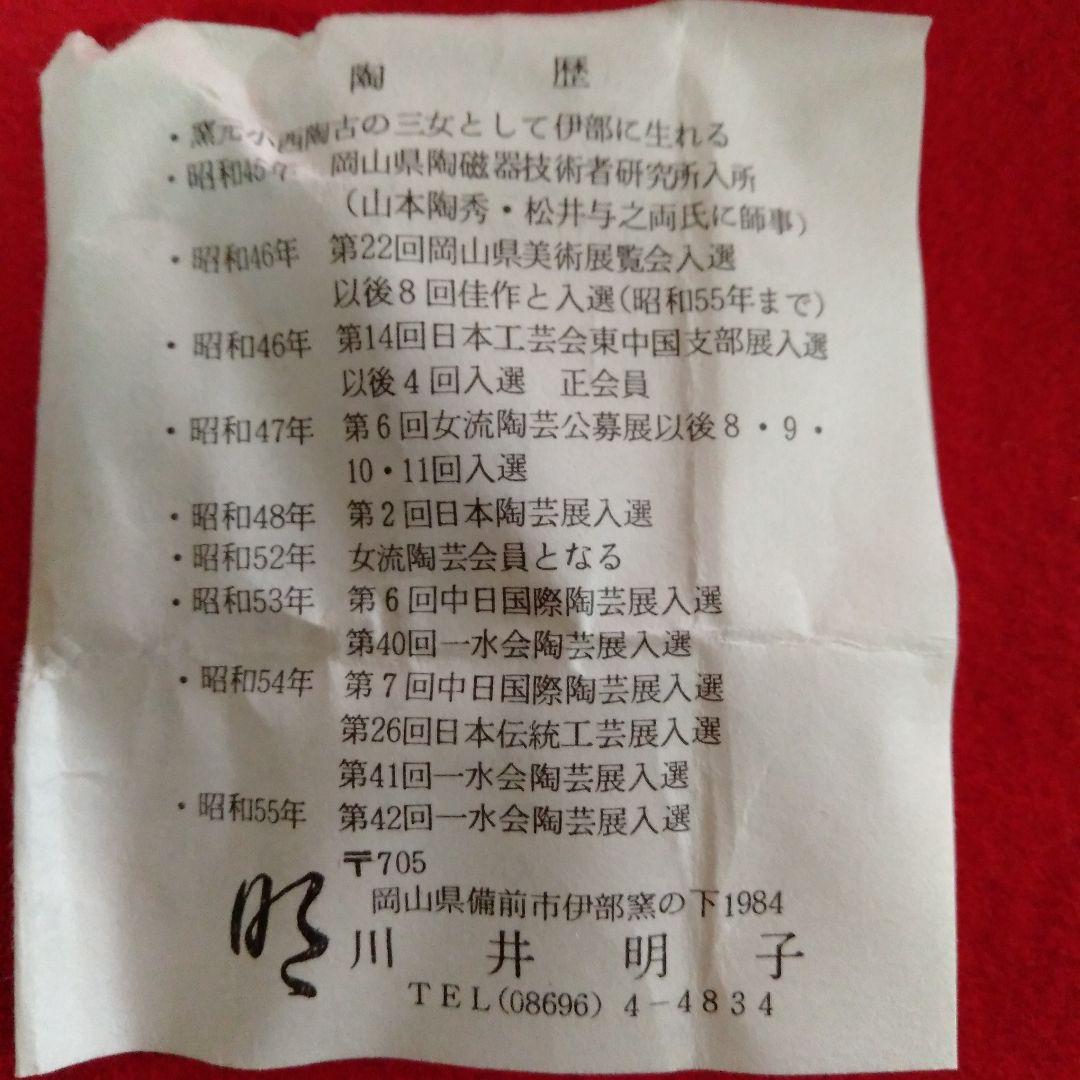 陶 歴
・窯元小西陶古の三女として伊部に生れる
・昭和45年 岡山県陶磁器技術者研究所入所
(山本陶秀・松井与之両氏に師事)
・昭和46年 第22回岡山県美術展覧会入選
以後8回佳作と入選(昭和55年まで)
・昭和46年 第14回日本工芸会東中国支部展入選
以後4回入選 正会員
・昭和47年 第6回女流陶芸公募展以後8・9・
10・11回入選
・昭和48年 第2回日本陶芸展入選
・昭和52年 女流陶芸会員となる
・昭和53年 第6回中日国際陶芸展入選
第40回一水会陶芸展入選
・昭和54年 第7回中日国際陶芸展入選
第26回日本伝統工芸展入選
第41回一水会陶芸展入選
・昭和55年 第42回一水会陶芸展入選
〒705
岡山県備前市伊部窯の下1984
明 川井明子
TEL(08696)4-4834